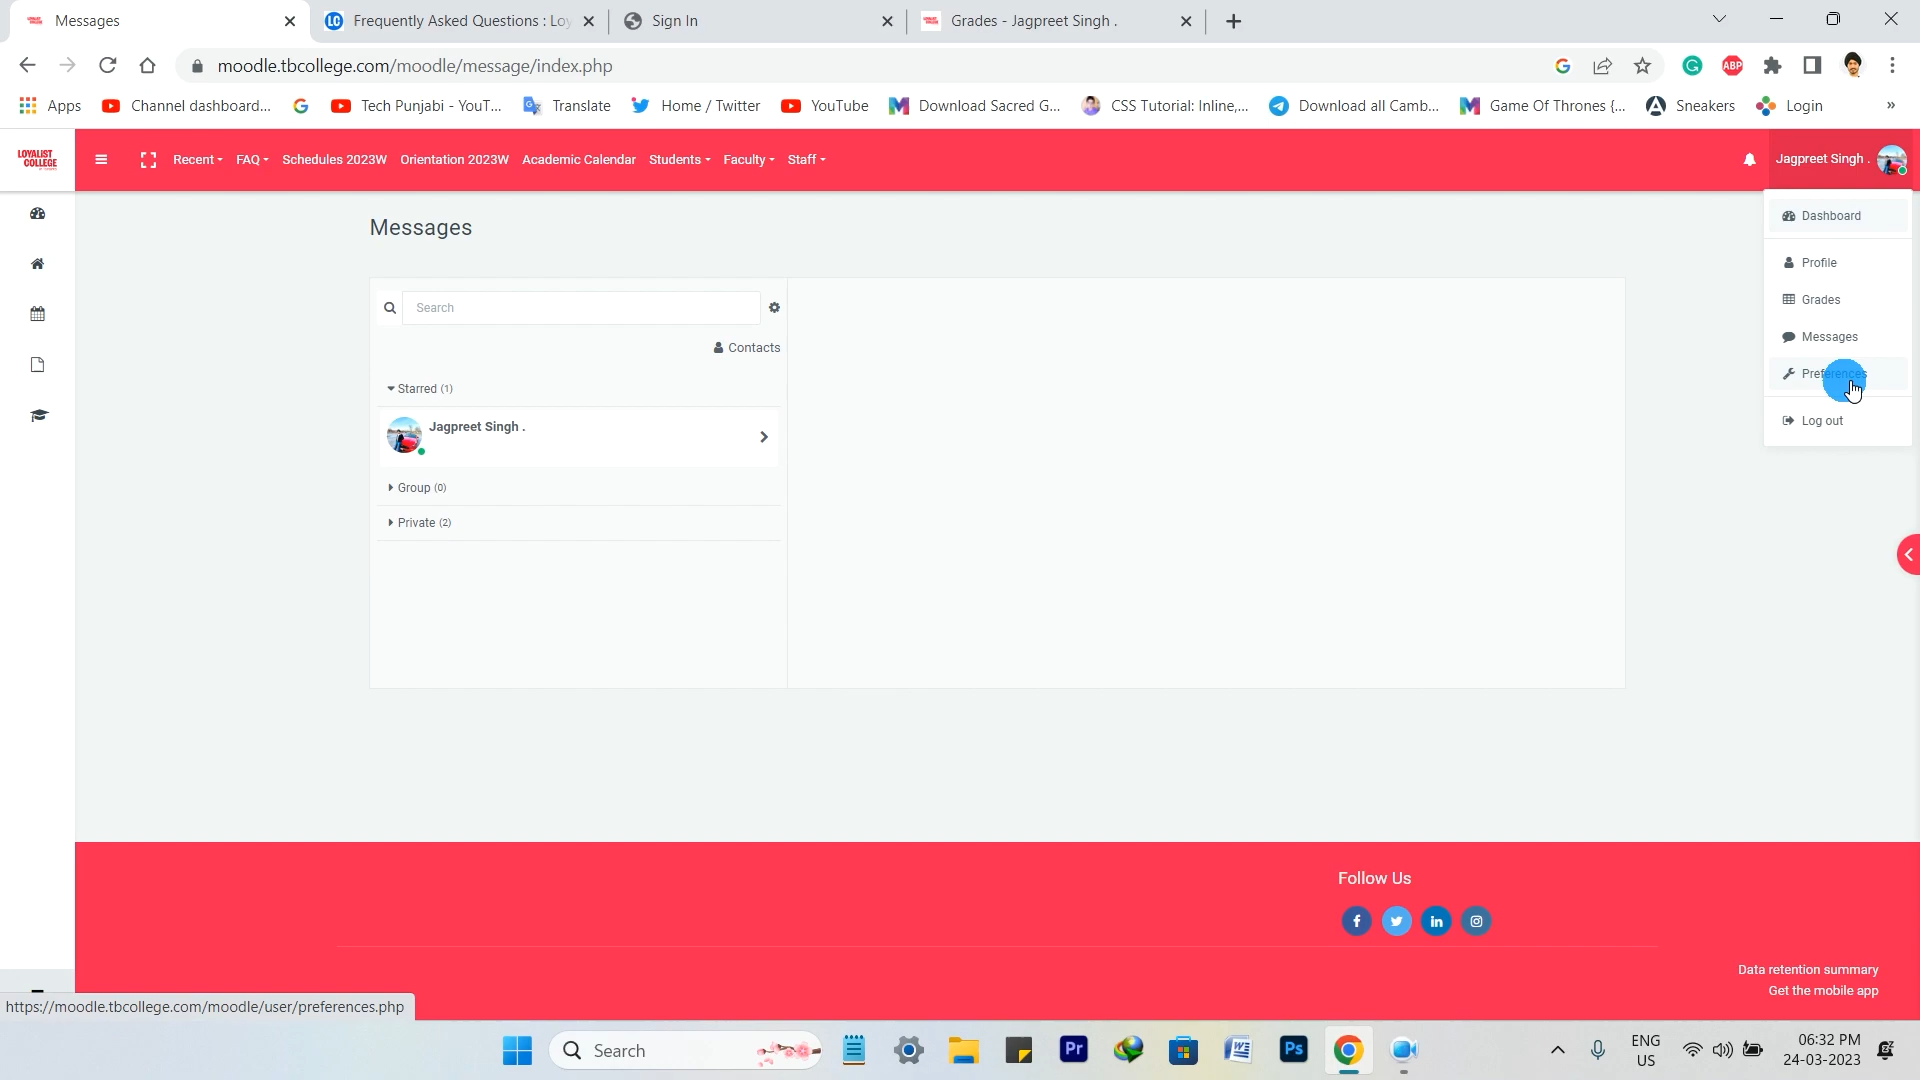 Messages
Frequently Asked Questions : Loy
Sign In
Grades - Jagpreet Singh .
moodle.tbcollege.com/moodle/message/index.php
Apps
Channel dashboard...
Tech Punjabi - YouT...
Translate
Home / Twitter
YouTube
Download Sacred G...
CSS Tutorial: Inline,...
Download all Camb...
Game Of Thrones {...
Sneakers
Login
»
LOYALIST
COLLEGE
Recent
FAQ
Schedules 2023W
Orientation 2023W
Academic Calendar
Students
Faculty
Staff
Jagpreet Singh .
Dashboard
Profile
Grades
Messages
Preferences
Log out
Messages
Search
Contacts
Starred (1)
Jagpreet Singh .
Group (0)
Private (2)
Follow Us
Data retention summary
Get the mobile app
https://moodle.tbcollege.com/moodle/user/preferences.php
Search
ENG
US
06:32 PM
24-03-2023